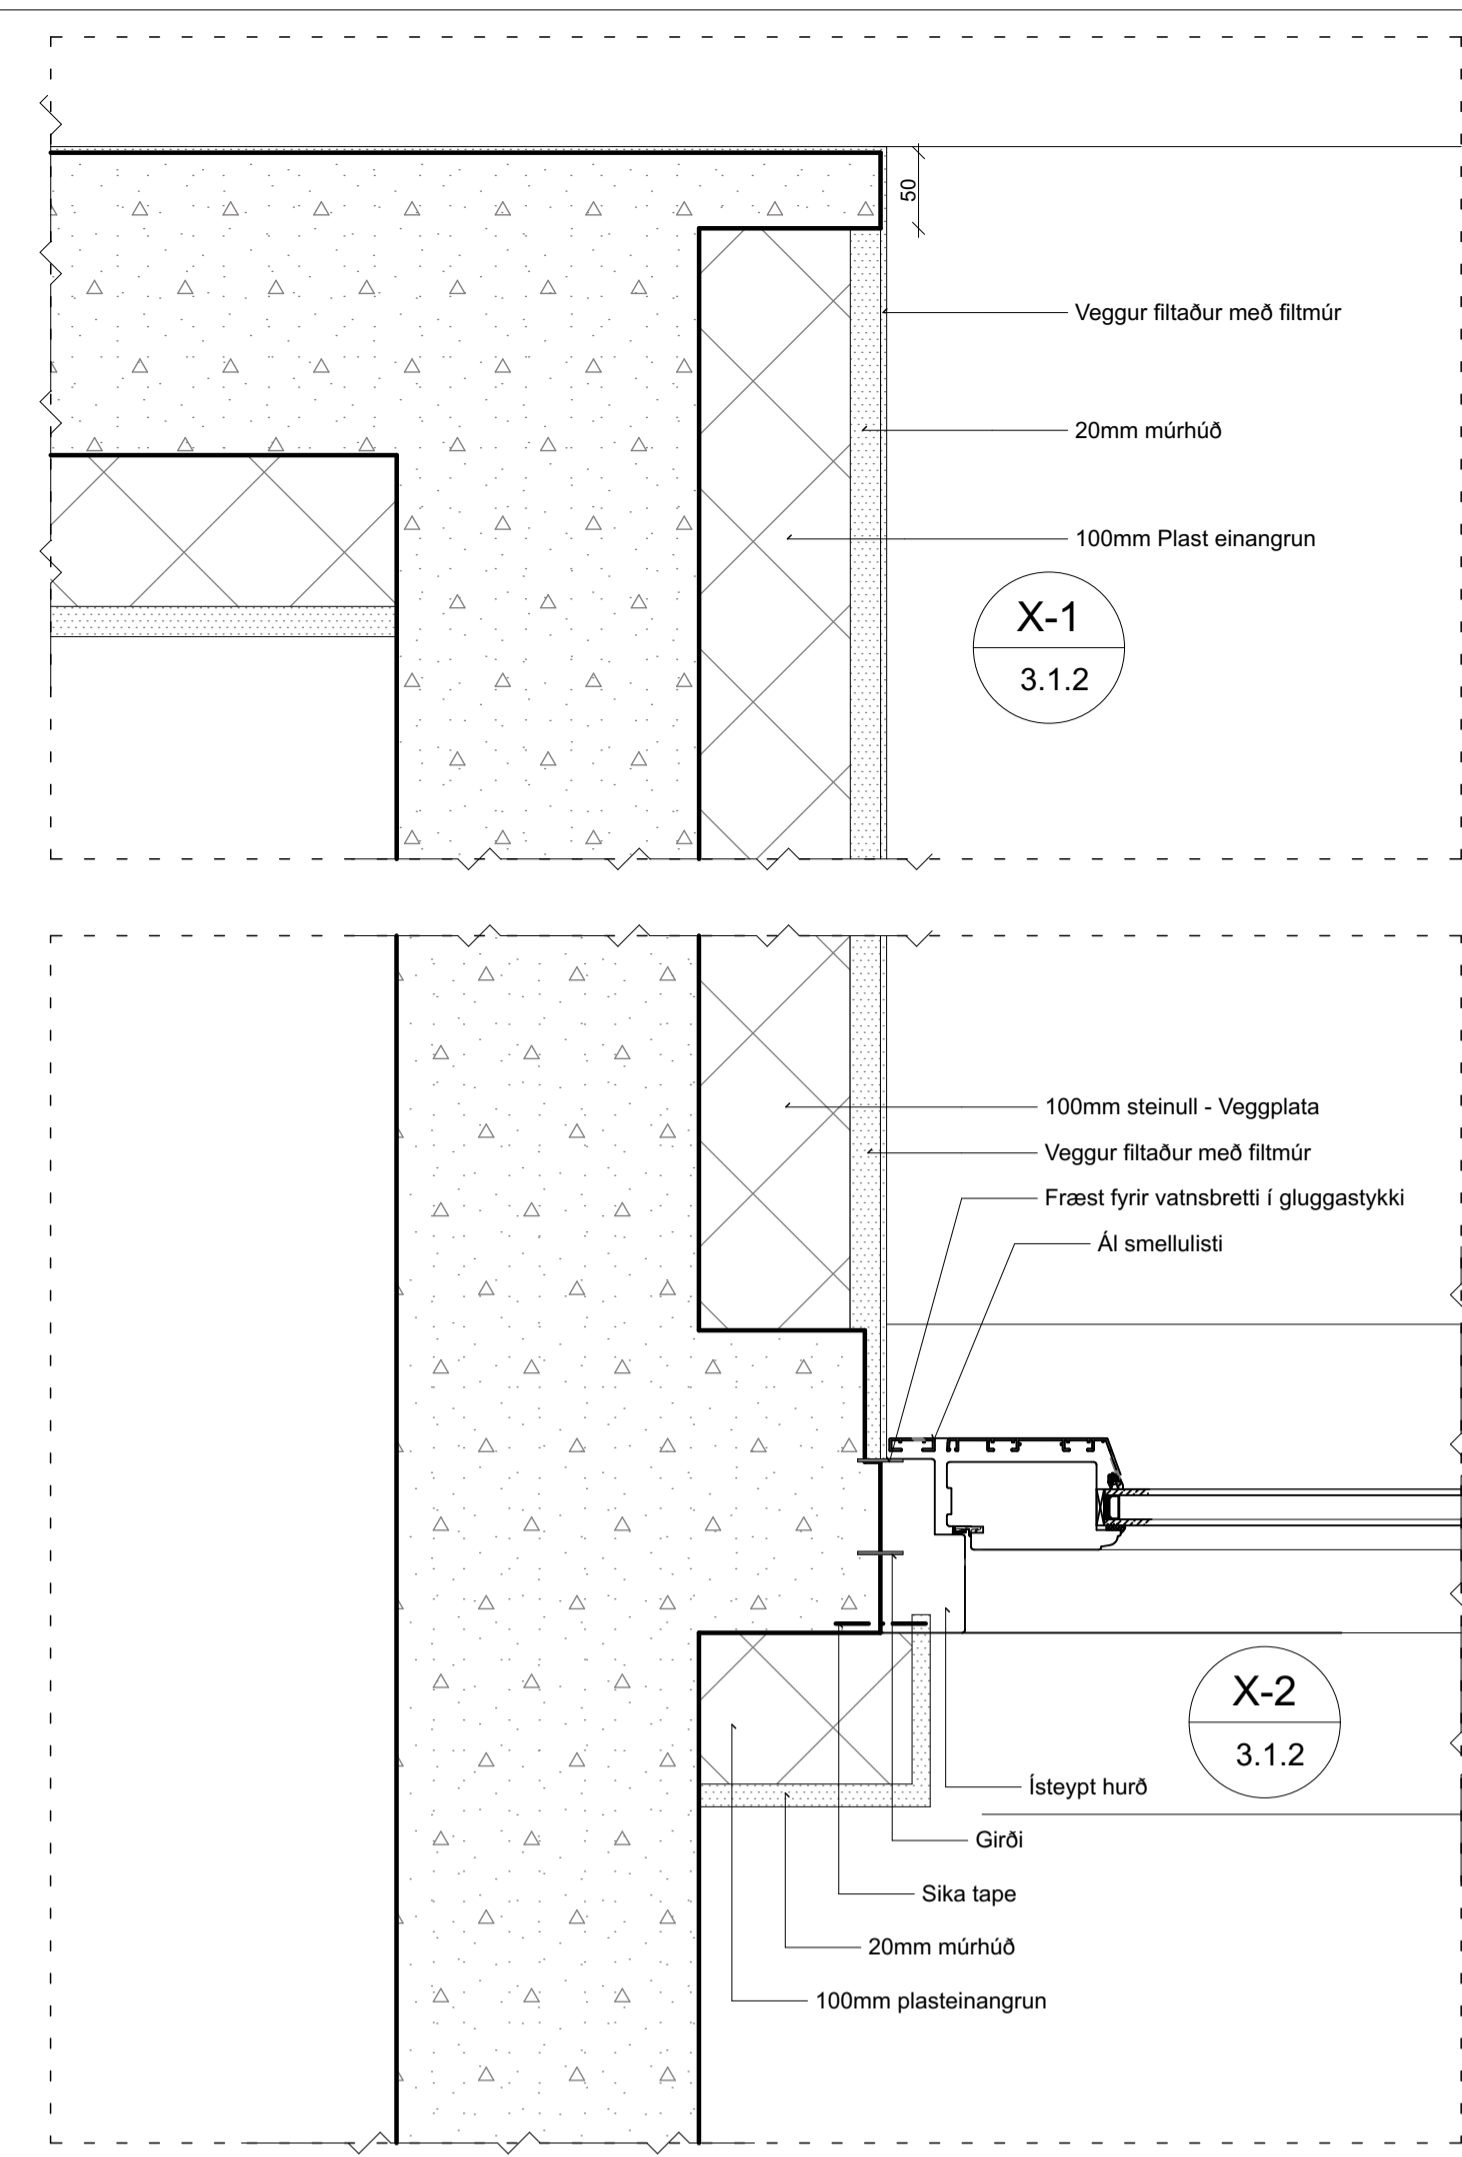 50
Veggur filtaður með filtmúr
20mm múrhúð
100mm Plast einangrun
X-1
3.1.2
100mm steinull - Veggplata
Veggur filtaður með filtmúr
Fræst fyrir vatnsbretti í gluggastykki
Ál smellulisti
X-2
3.1.2
Ísteypt hurð
Girði
Sika tape
20mm múrhúð
100mm plasteinangrun